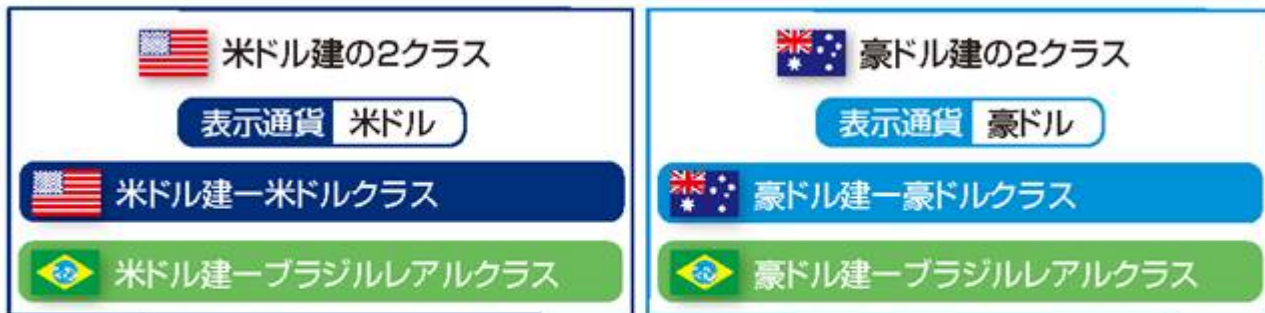 米ドル建の2クラス
表示通貨 米ドル
米ドル建ー米ドルクラス
米ドル建ーブラジルレアルクラス
豪ドル建の2クラス
表示通貨 豪ドル
豪ドル建ー豪ドルクラス
豪ドル建ーブラジルレアルクラス